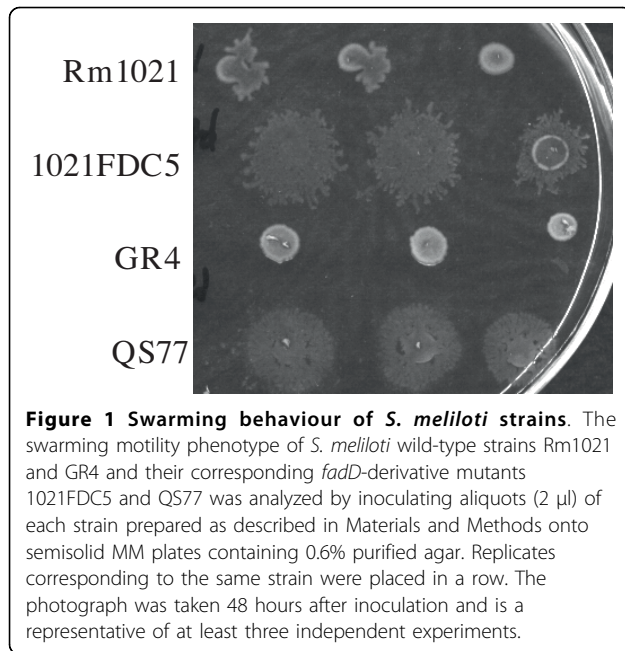 Rm1021
1021FDC5
GR4
QS77
Figure 1 Swarming behaviour of S. meliloti strains. The
swarming motility phenotype of S. meliloti wild-type strains Rm1021
and GR4 and their corresponding fadD-derivative mutants
1021FDC5 and QS77 was analyzed by inoculating aliquots (2 μl) of
each strain prepared as described in Materials and Methods onto
semisolid MM plates containing 0.6% purified agar. Replicates
corresponding to the same strain were placed in a row. The
photograph was taken 48 hours after inoculation and is a
representative of at least three independent experiments.